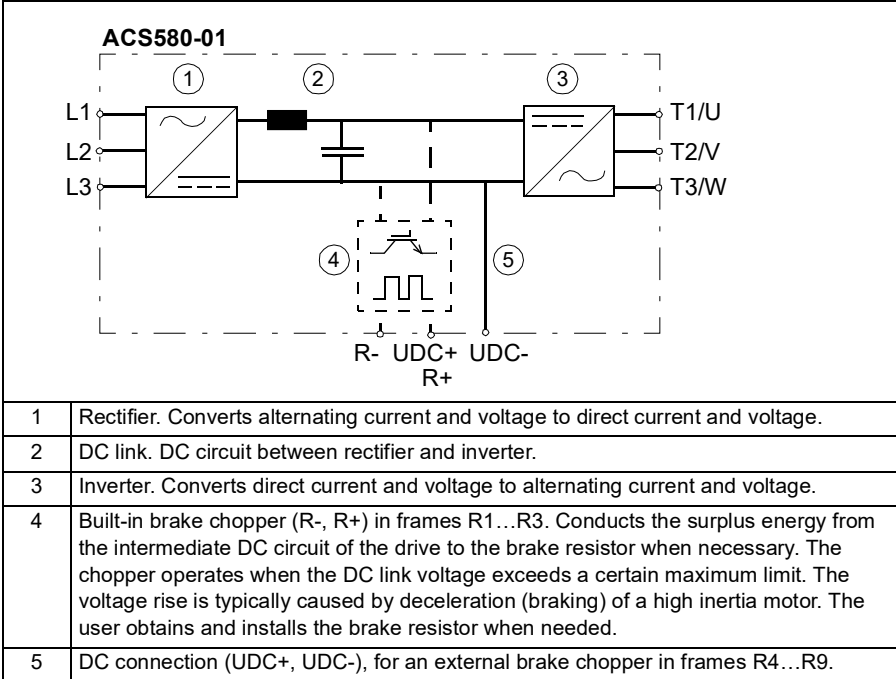 ACS580-01
1 2 3
L1 T1/U
L2 T2/V
L3 T3/W
4 5
R- UDC+ UDC-
R+
1 Rectifier. Converts alternating current and voltage to direct current and voltage.
2 DC link. DC circuit between rectifier and inverter.
3 Inverter. Converts direct current and voltage to alternating current and voltage.
4 Built-in brake chopper (R-, R+) in frames R1…R3. Conducts the surplus energy from
the intermediate DC circuit of the drive to the brake resistor when necessary. The
chopper operates when the DC link voltage exceeds a certain maximum limit. The
voltage rise is typically caused by deceleration (braking) of a high inertia motor. The
user obtains and installs the brake resistor when needed.
5 DC connection (UDC+, UDC-), for an external brake chopper in frames R4…R9.